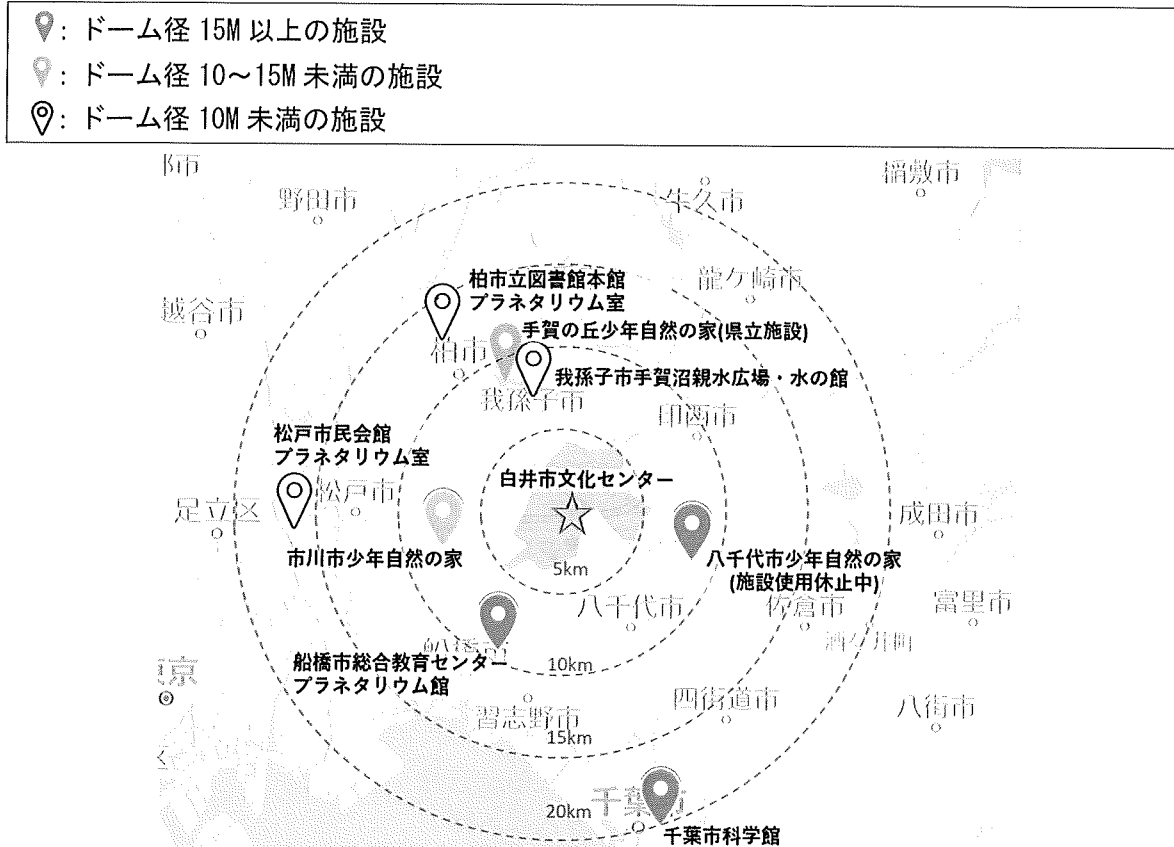 : ドーム径 15M 以上の施設
: ドーム径 10～15M 未満の施設
: ドーム径 10M 未満の施設
野田市
牛久市
稲敷市
柏市立図書館本館
プラネタリウム室
龍ケ崎市
越谷市
手賀の丘少年自然の家(県立施設)
柏市
我孫子市手賀沼親水広場・水の館
我孫子市
印西市
松戸市民会館
プラネタリウム室
白井市文化センター
足立区
松戸市
成田市
市川市少年自然の家
八千代市少年自然の家
(施設使用休止中)
5km
八千代市
佐倉市
富里市
酒々井町
船橋市総合教育センター
プラネタリウム館
10km
四街道市
八街市
習志野市
15km
20km
千葉市
千葉市科学館